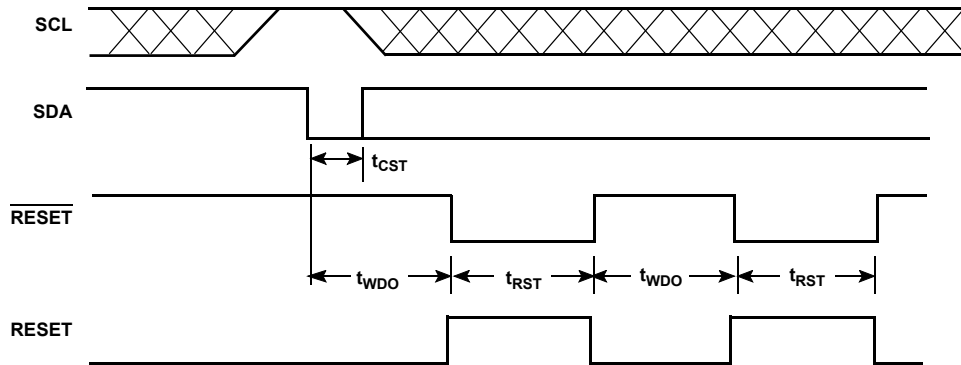 SCL
SDA
tCST
RESET
tWDO tRST tWDO tRST
RESET